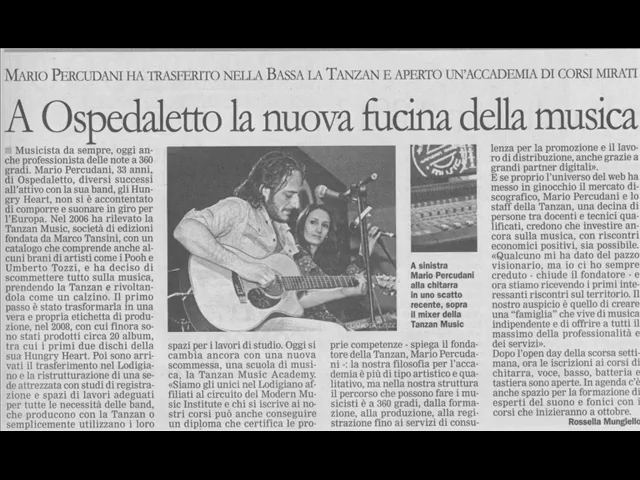 MARIO PERCUDANI HA TRASFERITO NELLA BASSA LA TANZAN E APERTO UN'ACCADEMIA DI CORSI MIRATI
A Ospedaletto la nuova fucina della musica
Musicista da sempre, oggi an-
che professionista delle note a 360
gradi. Mario Percudani, 33 anni,
di Ospedaletto, diversi successi
all'attivo con la sua band, gli Hun-
gry Heart, non si è accontentato
di comporre e suonare in giro per
l'Europa. Nel 2006 ha rilevato la
Tanzan Music, società di edizioni
fondata da Marco Tansini, con un
catalogo che comprende anche al-
cuni brani di artisti come i Pooh e
Umberto Tozzi, e ha deciso di
scommettere tutto sulla musica,
prendendo la Tanzan e rivoltan-
dola come un calzino. Il primo
passo è stato trasformarla in una
vera e propria etichetta di produ-
zione, nel 2008, con cui finora so-
no stati prodotti circa 20 album,
tra cui i primi due dischi della
sua Hungry Heart. Poi sono arri-
vati il trasferimento nel Lodigia-
no e la ristrutturazione di una se-
de attrezzata con studi di registra-
zione e spazi di lavori adeguati
per tutte le necessità delle band,
che producono con la Tanzan o
semplicemente utilizzano i loro
spazi per i lavori di studio. Oggi si
cambia ancora con una nuova
scommessa, una scuola di musi-
ca, la Tanzan Music Academy.
«Siamo gli unici nel Lodigiano
affiliati al circuito del Modern Mu-
sic Institute e chi si iscrive ai no-
stri corsi può anche conseguire
un diploma che certifica le pro-
prie competenze - spiega il fonda-
tore della Tanzan, Mario Percuda-
ni -: la nostra filosofia per l'acca-
demia è più di tipo artistico e qua-
litativo, ma nella nostra struttura
il percorso che possono fare i mu-
sicisti è a 360 gradi, dalla forma-
zione, alla produzione, alla regi-
strazione fino ai servizi di consu-
A sinistra
Mario Percudani
alla chitarra
in uno scatto
recente, sopra
il mixer della
Tanzan Music
lenza per la promozione e il lavo-
ro di distribuzione, anche grazie a
grandi partner digitali».
E se proprio l'universo del web ha
messo in ginocchio il mercato di-
scografico, Mario Percudani e lo
staff della Tanzan, una decina di
persone tra docenti e tecnici qua-
lificati, credono che investire an-
cora sulla musica, con riscontri
economici positivi, sia possibile.
«Qualcuno mi ha dato del pazzo
visionario, ma io ci ho sempre
creduto - chiude il fondatore - e
ora stiamo ricevendo i primi inte-
ressanti riscontri sul territorio. Il
nostro auspicio è quello di creare
una "famiglia" che vive di musica
indipendente e di offrire a tutti il
massimo della professionalità e
dei servizi».
Dopo l'open day della scorsa setti-
mana, ora le iscrizioni ai corsi di
chitarra, voce, basso, batteria e
tastiera sono aperte. In agenda c'è
anche spazio per la formazione di
esperti del suono e fonici con i
corsi che inizieranno a ottobre.
Rossella Mungiello